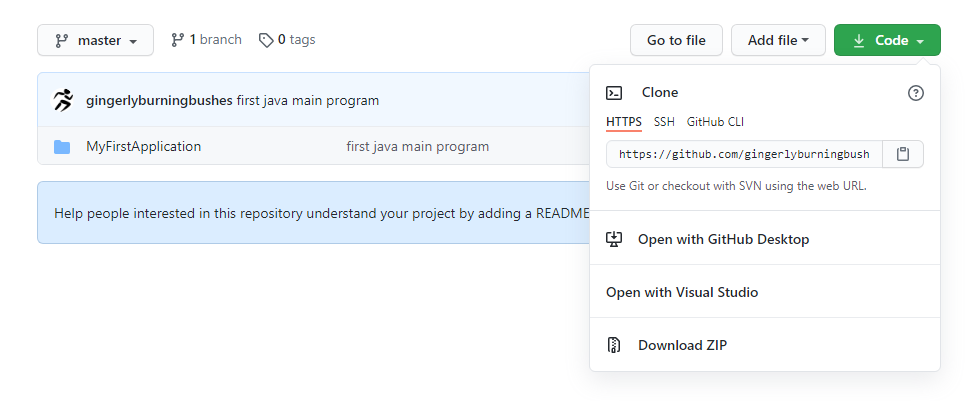 master 1 branch 0 tags Go to file Add file Code
gingerlyburningbushes first java main program
MyFirstApplication first java main program
Help people interested in this repository understand your project by adding a README
Clone
HTTPS SSH GitHub CLI
https://github.com/gingerlyburningbush
Use Git or checkout with SVN using the web URL.
Open with GitHub Desktop
Open with Visual Studio
Download ZIP